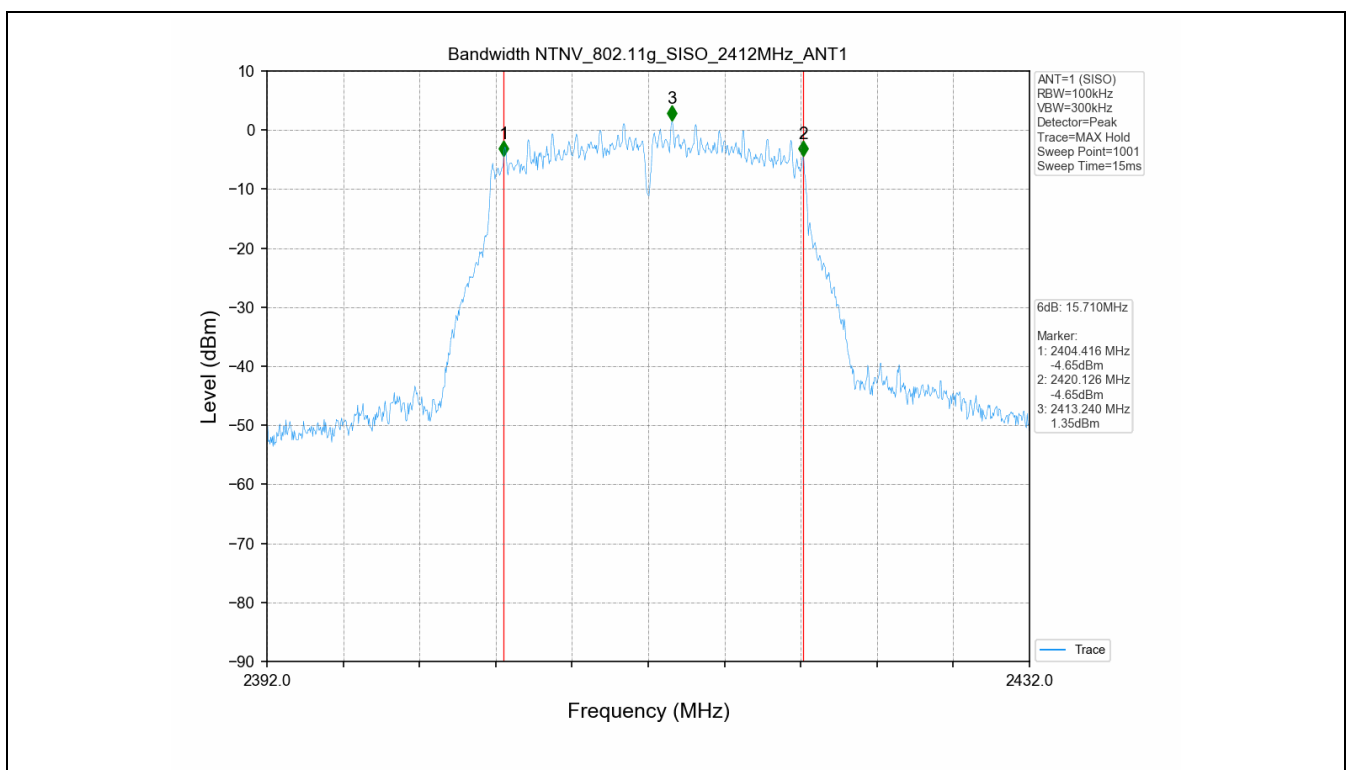 Bandwidth NTNV_802.11g_SISO_2412MHz_ANT1
10
0
−10
−20
−30
−40
−50
−60
−70
−80
−90
Level (dBm)
2392.0
2432.0
Frequency (MHz)
1
3
2
ANT=1 (SISO)
RBW=100kHz
VBW=300kHz
Detector=Peak
Trace=MAX Hold
Sweep Point=1001
Sweep Time=15ms
6dB: 15.710MHz
Marker:
1: 2404.416 MHz
-4.65dBm
2: 2420.126 MHz
-4.65dBm
3: 2413.240 MHz
1.35dBm
Trace